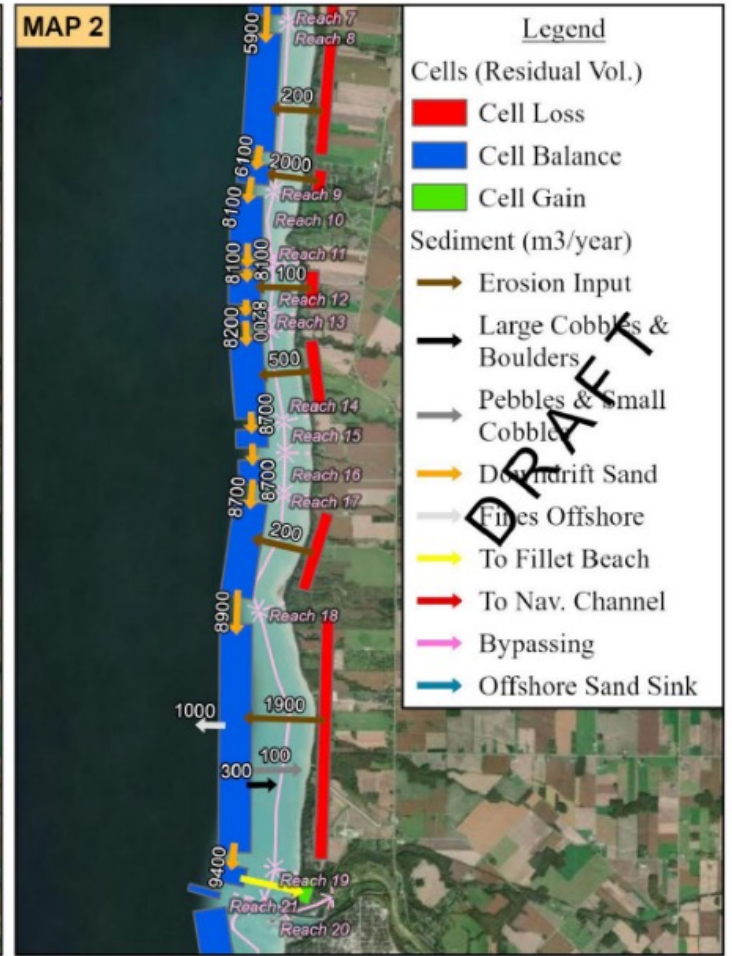 MAP 2
5900
Reach 7
Reach 8
200
6100
2000
8100
Reach 9
Reach 10
8100
8100
Reach 11
100
Reach 12
8200
8200
Reach 13
500
Reach 14
8700
Reach 15
8700
Reach 16
8700
Reach 17
200
8900
Reach 18
1000
1900
100
300
9400
Reach 19
Reach 21
Reach 20
Legend
Cells (Residual Vol.)
Cell Loss
Cell Balance
Cell Gain
Sediment (m3/year)
Erosion Input
Large Cobbles &
Boulders
Pebbles & Small
Cobbles
Downdrift Sand
Fines Offshore
To Fillet Beach
To Nav. Channel
Bypassing
Offshore Sand Sink
DRAFT